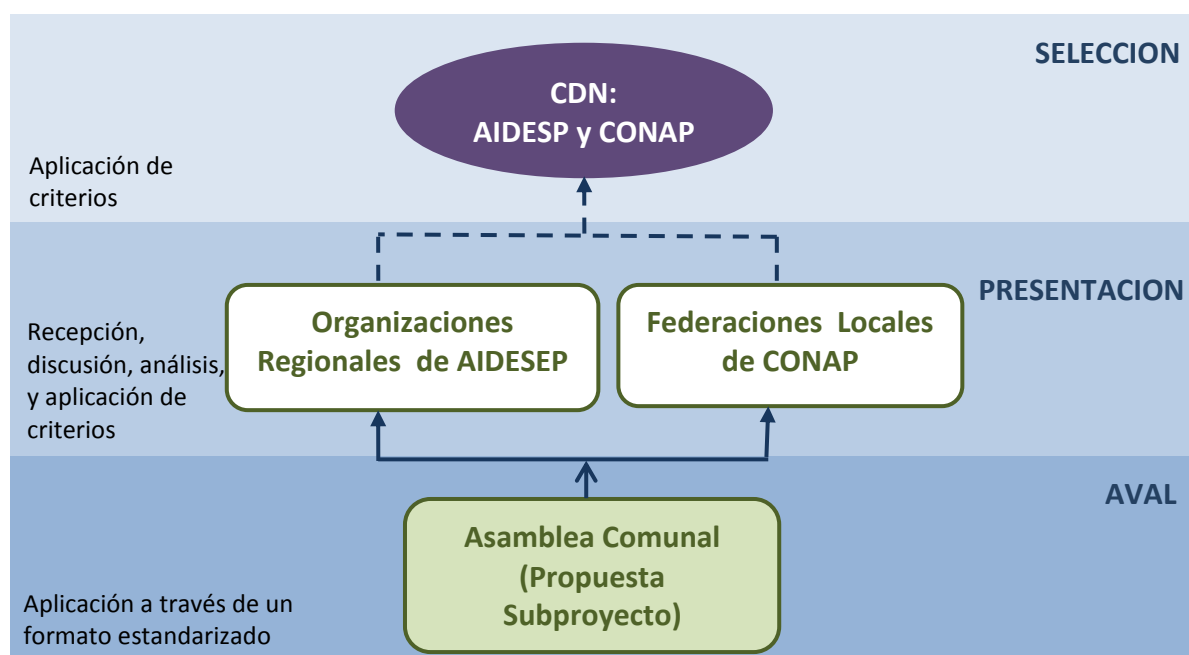 SELECCION
CDN:
AIDESP y CONAP
Aplicación de
criterios
PRESENTACION
Organizaciones
Regionales de AIDESEP
Federaciones Locales
de CONAP
Recepción,
discusión, análisis,
y aplicación de
criterios
AVAL
Asamblea Comunal
(Propuesta
Subproyecto)
Aplicación a través de un
formato estandarizado